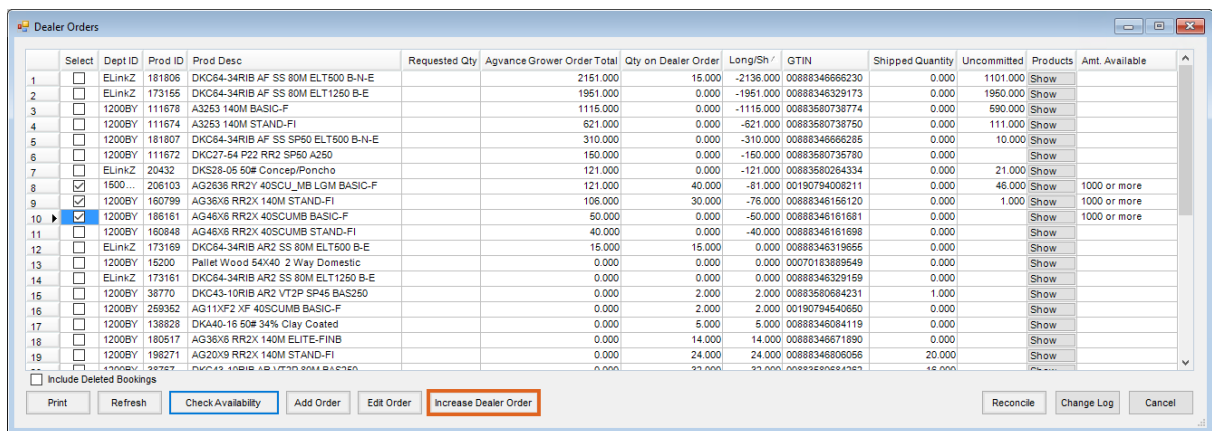 Dealer Orders
Select Dept ID Prod ID Prod Desc Requested Qty Agvance Grower Order Total Qty on Dealer Order Long/Sh GTIN Shipped Quantity Uncommitted Products Amt. Available
1 ELinkZ 181806 DKC64-34RIB AF SS 80M ELT500 B-N-E 2151.000 15.000 -2136.000 00888346666230 0.000 1101.000 Show
2 ELinkZ 173155 DKC64-34RIB AF SS 80M ELT1250 B-E 1951.000 0.000 -1951.000 00888346329173 0.000 1950.000 Show
3 1200BY 111678 A3253 140M BASIC-F 1115.000 0.000 -1115.000 00883580738774 0.000 590.000 Show
4 1200BY 111674 A3253 140M STAND-FI 621.000 0.000 -621.000 00883580738750 0.000 111.000 Show
5 1200BY 181807 DKC64-34RIB AF SS SP50 ELT500 B-N-E 310.000 0.000 -310.000 00888346666285 0.000 10.000 Show
6 1200BY 111672 DKC27-54 P22 RR2 SP50 A250 150.000 0.000 -150.000 00883580735780 0.000 Show
7 ELinkZ 20432 DKS28-05 50# Concep/Poncho 121.000 0.000 -121.000 00883580264334 0.000 21.000 Show
8 1500... 206103 AG2636 RR2Y 40SCU_MB LGM BASIC-F 121.000 40.000 -81.000 00190794008211 0.000 46.000 Show 1000 or more
9 1200BY 160799 AG36X6 RR2X 140M STAND-FI 106.000 30.000 -76.000 00888346156120 0.000 1.000 Show 1000 or more
10 1200BY 186161 AG46X6 RR2X 40SCUMB BASIC-F 50.000 0.000 -50.000 00888346161681 0.000 Show 1000 or more
11 1200BY 160848 AG46X6 RR2X 40SCUMB STAND-FI 40.000 0.000 -40.000 00888346161698 0.000 Show
12 ELinkZ 173169 DKC64-34RIB AR2 SS 80M ELT500 B-E 15.000 15.000 0.000 00888346319655 0.000 Show
13 1200BY 15200 Pallet Wood 54X40 2 Way Domestic 0.000 0.000 0.000 00070183889549 0.000 Show
14 ELinkZ 173161 DKC64-34RIB AR2 SS 80M ELT1250 B-E 0.000 0.000 0.000 00888346329159 0.000 Show
15 1200BY 38770 DKC43-10RIB AR2 VT2P SP45 BAS250 0.000 2.000 2.000 00883580684231 1.000 Show
16 1200BY 259352 AG11XF2 XF 40SCUMB BASIC-F 0.000 2.000 2.000 00190794540650 0.000 Show
17 1200BY 138828 DKA40-16 50# 34% Clay Coated 0.000 5.000 5.000 00888346084119 0.000 Show
18 1200BY 180517 AG36X6 RR2X 140M ELITE-FINB 0.000 14.000 14.000 00888346671890 0.000 Show
19 1200BY 198271 AG20X9 RR2X 140M STAND-FI 0.000 24.000 24.000 00888346806056 20.000 Show
Include Deleted Bookings
Print Refresh Check Availability Add Order Edit Order Increase Dealer Order Reconcile Change Log Cancel